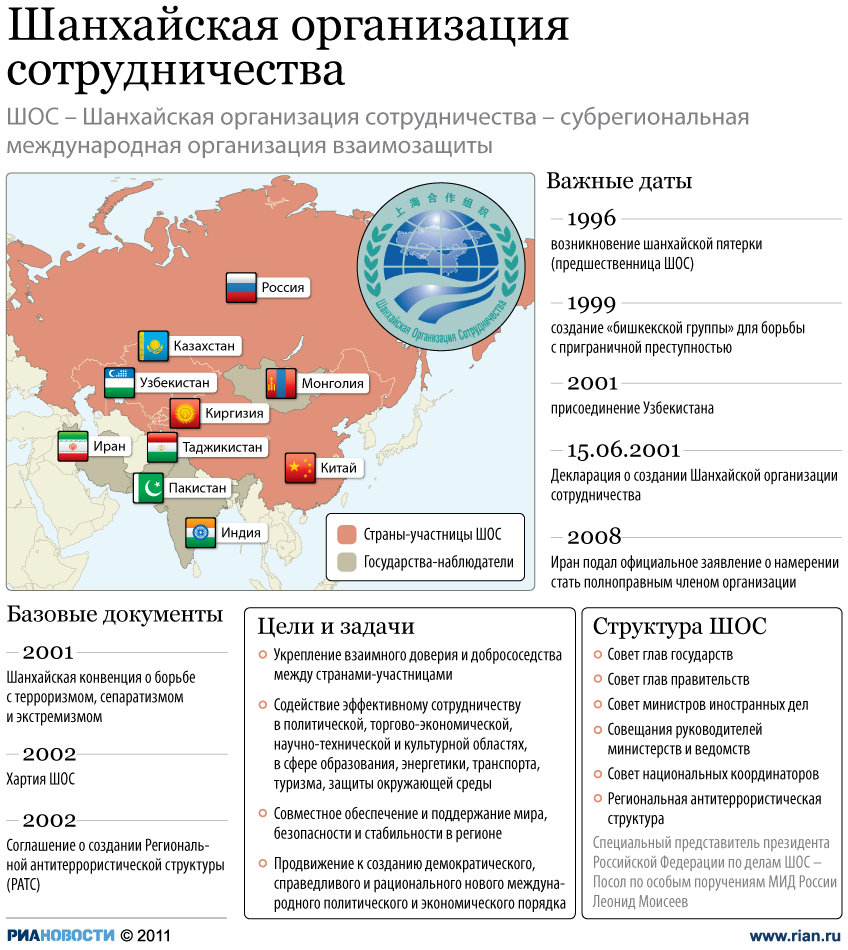 Шанхайская организация
сотрудничества
ШОС – Шанхайская организация сотрудничества – субрегиональная
международная организация взаимозащиты
上海合作组织
Шанхайская Организация Сотрудничества
Россия
Казахстан
Узбекистан
Монголия
Киргизия
Иран
Таджикистан
Китай
Пакистан
Индия
Страны-участницы ШОС
Государства-наблюдатели
Важные даты
1996
возникновение шанхайской пятерки
(предшественница ШОС)
1999
создание «бишкекской группы» для борьбы
с приграничной преступностью
2001
присоединение Узбекистана
15.06.2001
Декларация о создании Шанхайской организации
сотрудничества
2008
Иран подал официальное заявление о намерении
стать полноправным членом организации
Базовые документы
2001
Шанхайская конвенция о борьбе
с терроризмом, сепаратизмом
и экстремизмом
2002
Хартия ШОС
2002
Соглашение о создании Региональ-
ной антитеррористической структуры
(РАТС)
Цели и задачи
Укрепление взаимного доверия и добрососедства
между странами-участницами
Содействие эффективному сотрудничеству
в политической, торгово-экономической,
научно-технической и культурной областях,
в сфере образования, энергетики, транспорта,
туризма, защиты окружающей среды
Совместное обеспечение и поддержание мира,
безопасности и стабильности в регионе
Продвижение к созданию демократического,
справедливого и рационального нового междуна-
родного политического и экономического порядка
Структура ШОС
Совет глав государств
Совет глав правительств
Совет министров иностранных дел
Совещания руководителей
министерств и ведомств
Совет национальных координаторов
Региональная антитеррористическая
структура
Специальный представитель президента
Российской Федерации по делам ШОС –
Посол по особым поручениям МИД России
Леонид Моисеев
РИАНОВОСТИ © 2011
www.rian.ru